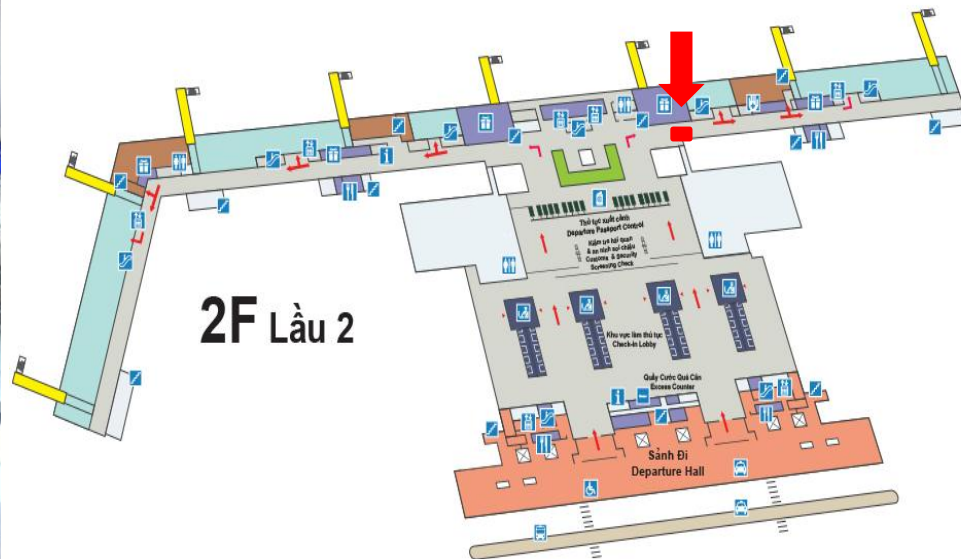 Thủ tục xuất cảnh
Departure Passport Control
Kiểm tra hải quan
& an ninh soi chiếu
Customs & Security
Screening Check
2F Lầu 2
Khu vực làm thủ tục
Check-in Lobby
Quầy Cước Quá Cân
Excess Counter
Sảnh Đi
Departure Hall